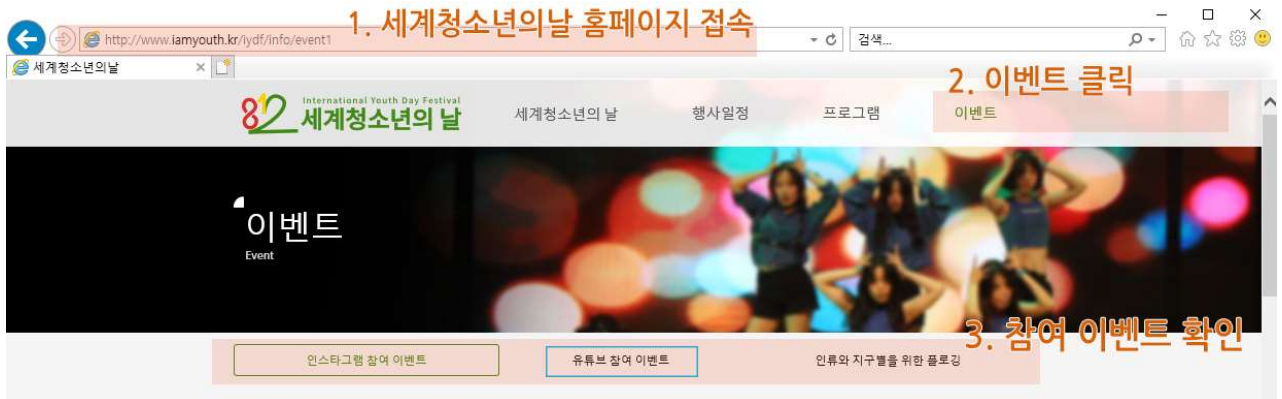 1. 세계청소년의날 홈페이지 접속
http://www.iamyouth.kr/iydf/info/event1
검색...
세계청소년의날
2. 이벤트 클릭
812
International Youth Day Festival
세계청소년의 날
세계청소년의 날
행사일정
프로그램
이벤트
이벤트
Event
3. 참여 이벤트 확인
인스타그램 참여 이벤트
유튜브 참여 이벤트
인류와 지구별을 위한 플로깅